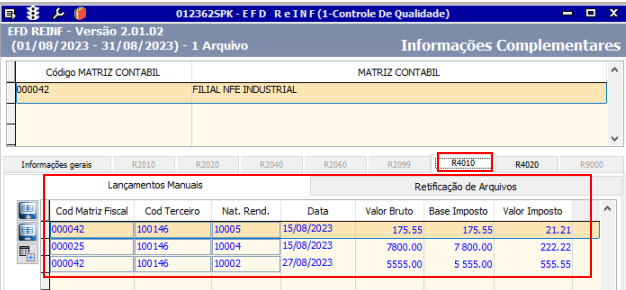 012362SPK - E F D   R e I N F (1-Controle De Qualidade)
EFD REINF - Versão 2.01.02
(01/08/2023 - 31/08/2023) - 1 Arquivo
Informações Complementares
Código MATRIZ CONTABIL MATRIZ CONTABIL
000042 FILIAL NFE INDUSTRIAL
Informações gerais R2010 R2020 R2040 R2060 R2099 R4010 R4020 R9000
Lançamentos Manuais Retificação de Arquivos
Cod Matriz Fiscal Cod Terceiro Nat. Rend. Data Valor Bruto Base Imposto Valor Imposto
000042 100146 10005 15/08/2023 175.55 175.55 21.21
000025 100146 10004 15/08/2023 7800.00 7 800.00 222.22
000042 100146 10002 27/08/2023 5555.00 5 555.00 555.55